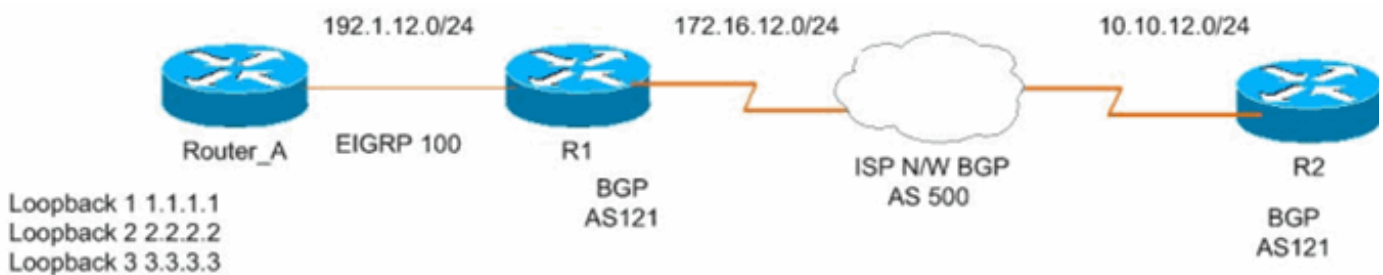 192.1.12.0/24
172.16.12.0/24
10.10.12.0/24
Router_A
EIGRP 100
R1
BGP
AS121
ISP N/W BGP
AS 500
R2
BGP
AS121
Loopback 1 1.1.1.1
Loopback 2 2.2.2.2
Loopback 3 3.3.3.3